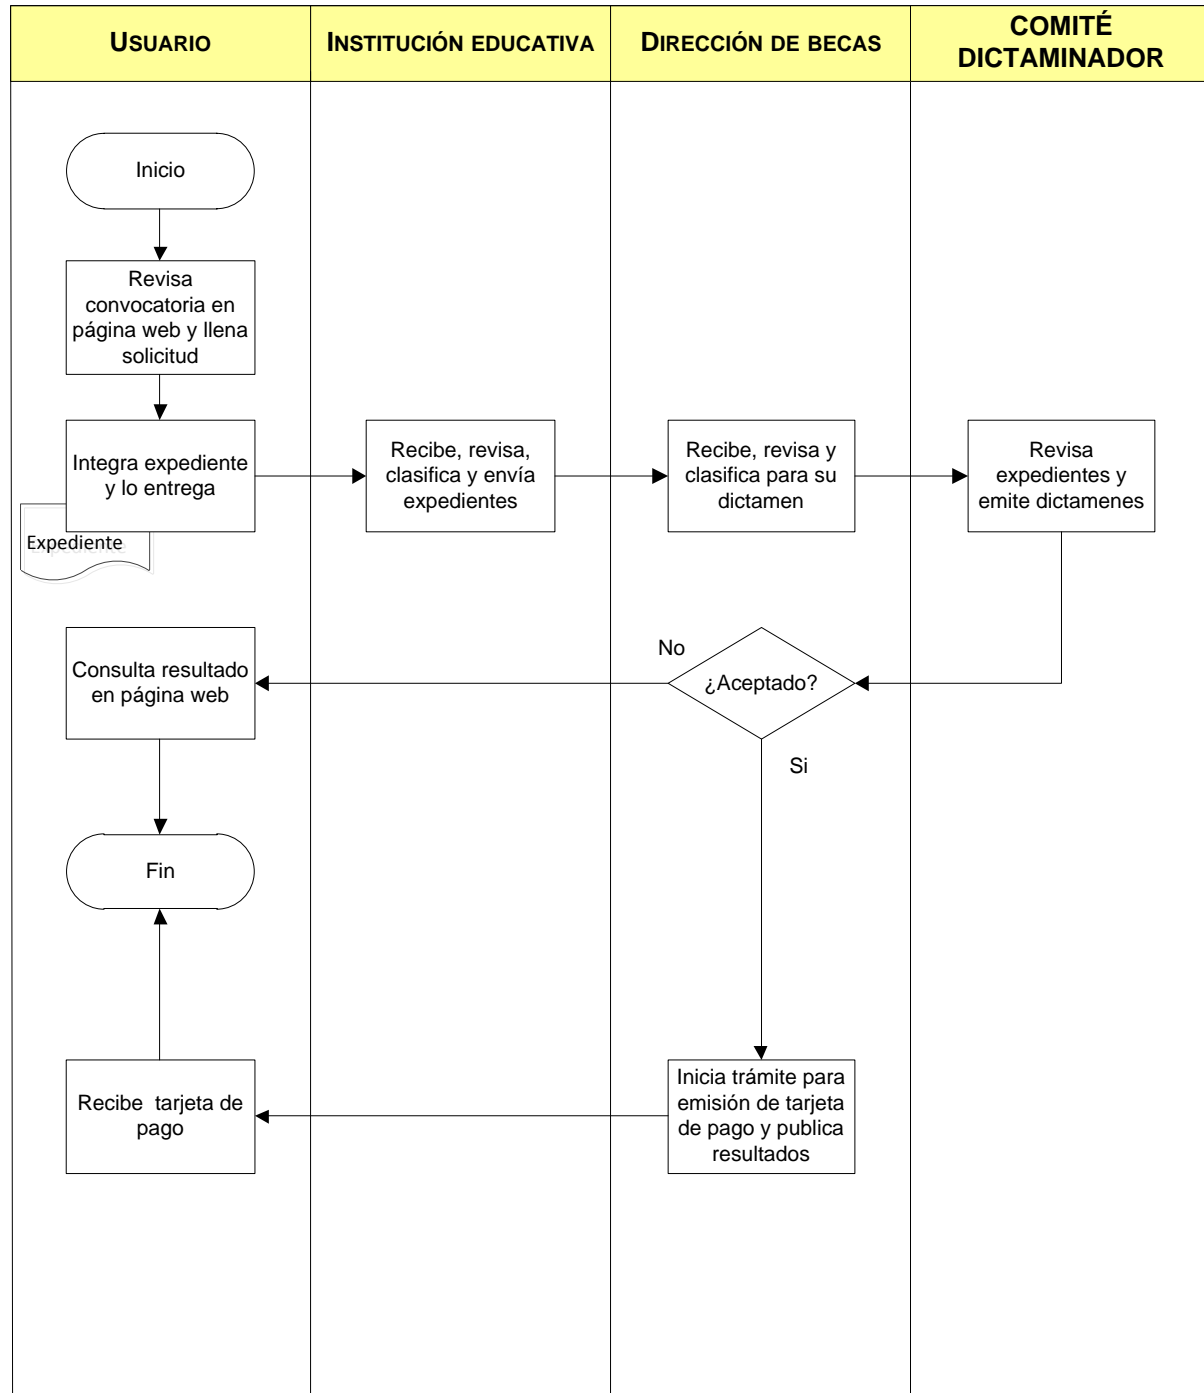 USUARIO
INSTITUCIÓN EDUCATIVA
DIRECCIÓN DE BECAS
COMITÉ
DICTAMINADOR
Inicio
Revisa
convocatoria en
página web y llena
solicitud
Integra expediente
y lo entrega
Expediente
Recibe, revisa,
clasifica y envía
expedientes
Recibe, revisa y
clasifica para su
dictamen
Revisa
expedientes y
emite dictamenes
Consulta resultado
en página web
No
¿Aceptado?
Si
Fin
Recibe tarjeta de
pago
Inicia trámite para
emisión de tarjeta
de pago y publica
resultados